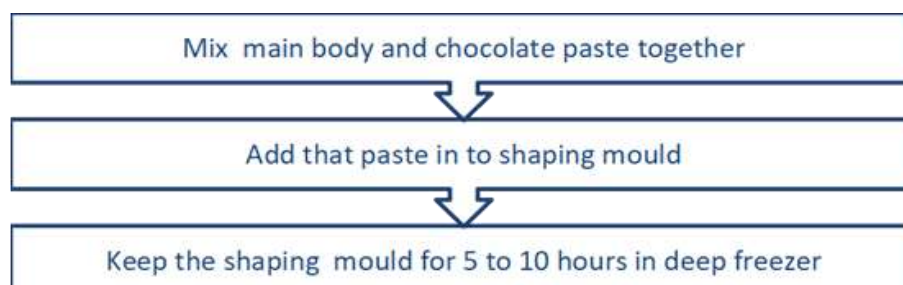 Mix main body and chocolate paste together
Add that paste in to shaping mould
Keep the shaping mould for 5 to 10 hours in deep freezer